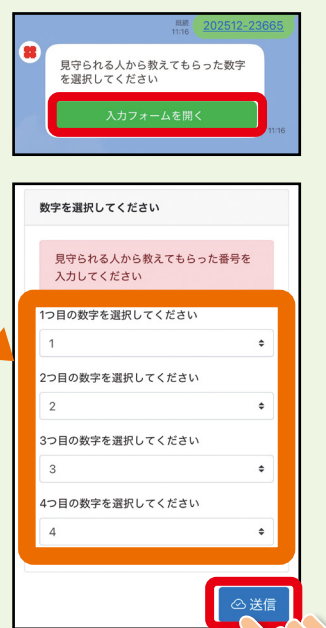 既読
11:16
202512-23665
見守られる人から教えてもらった数字
を選択してください
入力フォームを開く
11:16
数字を選択してください
見守られる人から教えてもらった番号を
入力してください
1つ目の数字を選択してください
1
2つ目の数字を選択してください
2
3つ目の数字を選択してください
3
4つ目の数字を選択してください
4
送信